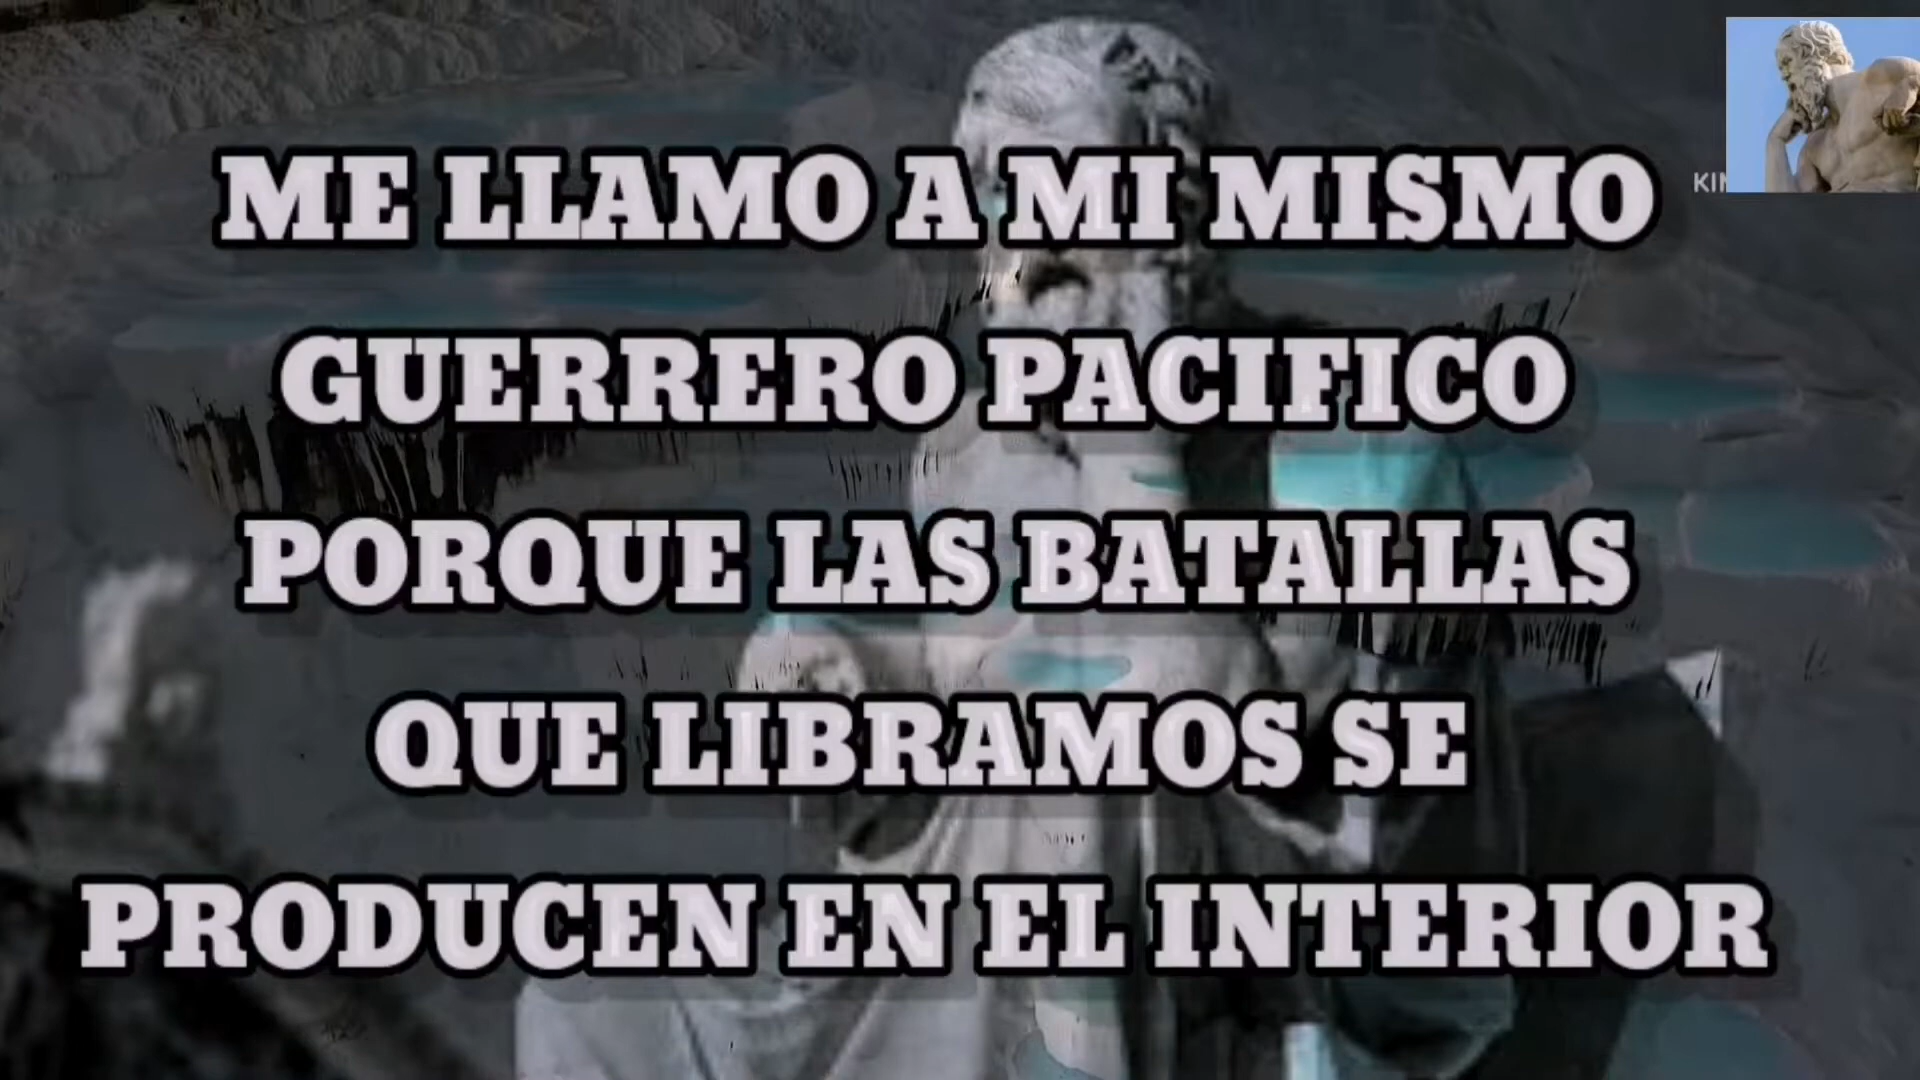 ME LLAMO A MI MISMO
GUERRERO PACIFICO
PORQUE LAS BATALLAS
QUE LIBRAMOS SE
PRODUCEN EN EL INTERIOR